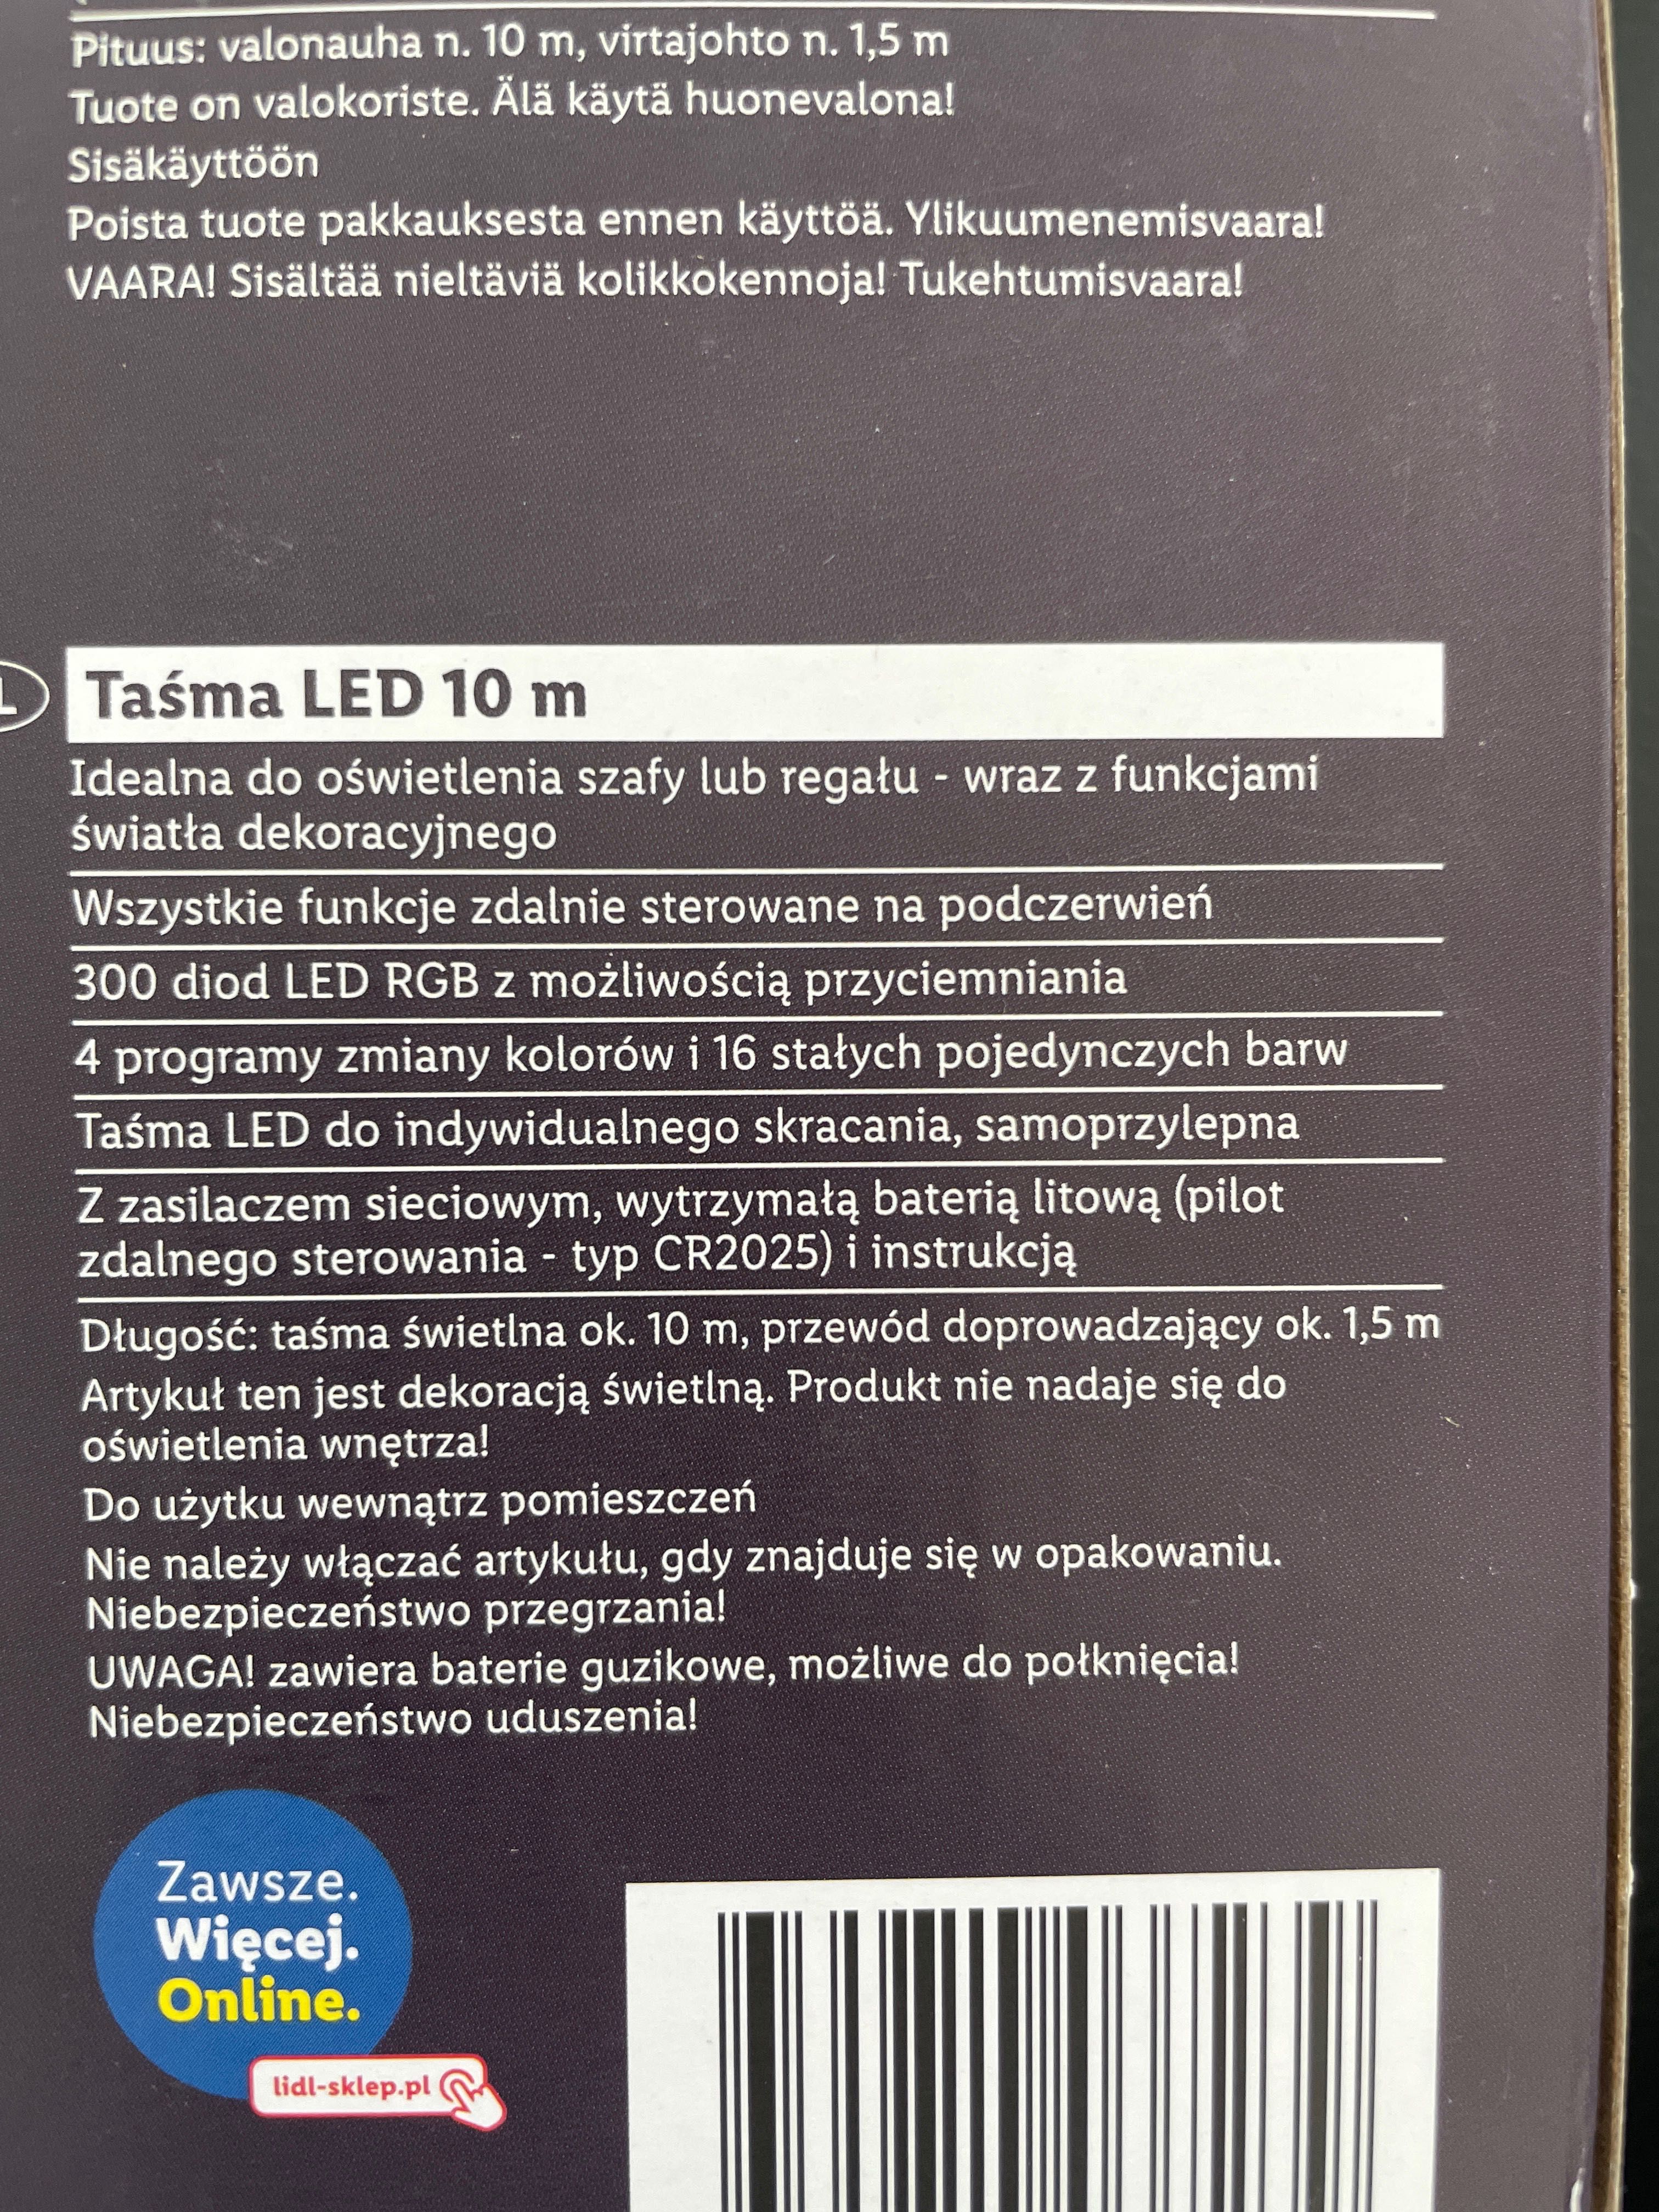 Pituus: valonauha n. 10 m, virtajohto n. 1,5 m
Tuote on valokoriste. Älä käytä huonevalona!
Sisäkäyttöön
Poista tuote pakkauksesta ennen käyttöä. Ylikuumenemisvaara!
VAARA! Sisältää nieltäviä kolikkokennoja! Tukehtumisvaara!
Taśma LED 10 m
Idealna do oświetlenia szafy lub regału - wraz z funkcjami
światła dekoracyjnego
Wszystkie funkcje zdalnie sterowane na podczerwień
300 diod LED RGB z możliwością przyciemniania
4 programy zmiany kolorów i 16 stałych pojedynczych barw
Taśma LED do indywidualnego skracania, samoprzylepna
Z zasilaczem sieciowym, wytrzymałą baterią litową (pilot
zdalnego sterowania - typ CR2025) i instrukcją
Długość: taśma świetlna ok. 10 m, przewód doprowadzający ok. 1,5 m
Artykuł ten jest dekoracją świetlną. Produkt nie nadaje się do
oświetlenia wnętrza!
Do użytku wewnątrz pomieszczeń
Nie należy włączać artykułu, gdy znajduje się w opakowaniu.
Niebezpieczeństwo przegrzania!
UWAGA! zawiera baterie guzikowe, możliwe do połknięcia!
Niebezpieczeństwo uduszenia!
Zawsze.
Więcej.
Online.
lidl-sklep.pl